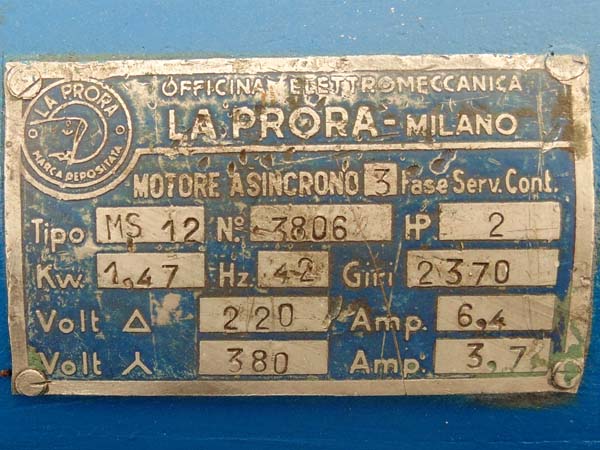 OFFICINA ELETTROMECCANICA
LA PRORA - MILANO
LA PRORA
MARCA DEPOSITATA
MOTORE ASINCRONO 3 Fase Serv. Cont.
Tipo MS 12 N.º 3806 HP 2
Kw. 1,47 Hz. 42 Giri 2370
Volt Δ 220 Amp. 6,4
Volt ⅄ 380 Amp. 3,7